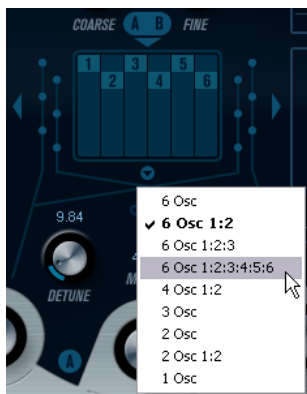 COARSE A B FINE
1 3 5
2 4 6
9.84
DETUNE
A
6 Osc
✓ 6 Osc 1:2
6 Osc 1:2:3
6 Osc 1:2:3:4:5:6
4 Osc 1:2
3 Osc
2 Osc
2 Osc 1:2
1 Osc